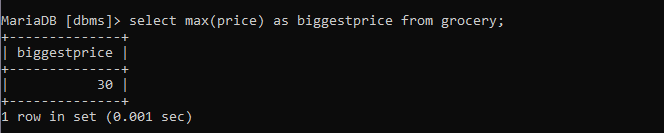 MariaDB [dbms]> select max(price) as biggestprice from grocery;
+--------------+
| biggestprice |
+--------------+
|           30 |
+--------------+
1 row in set (0.001 sec)